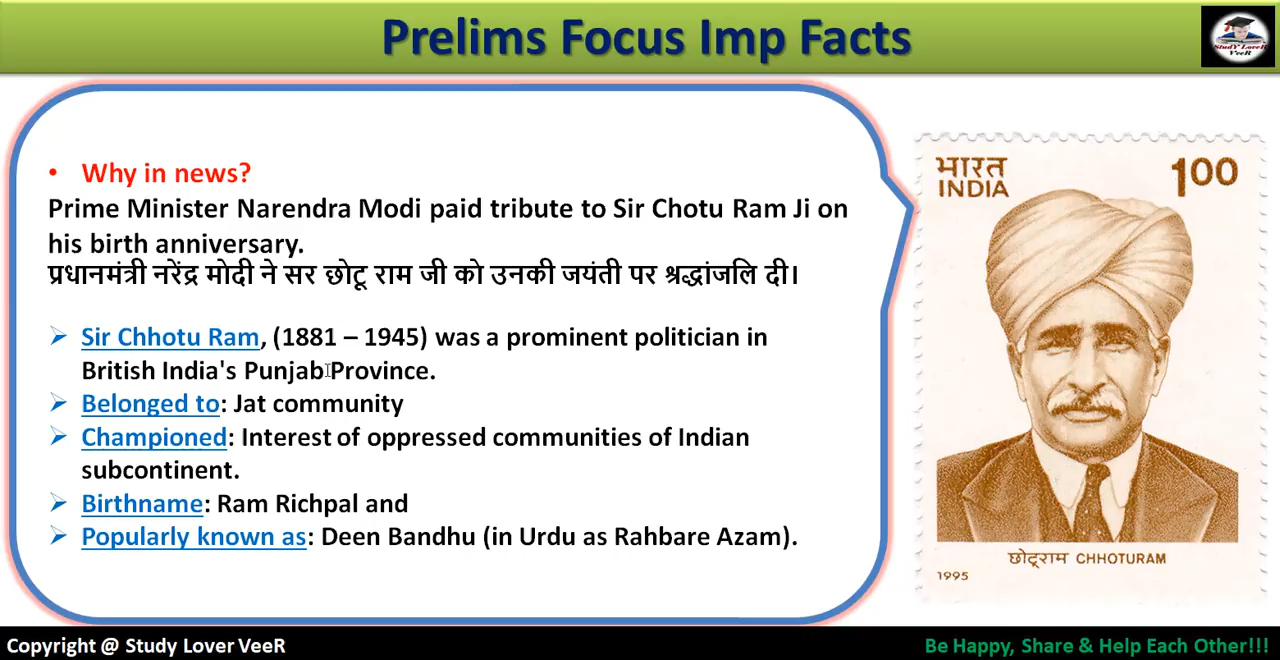 Prelims Focus Imp Facts
StudY LoveR
VeeR
• Why in news?
Prime Minister Narendra Modi paid tribute to Sir Chotu Ram Ji on
his birth anniversary.
प्रधानमंत्री नरेंद्र मोदी ने सर छोटू राम जी को उनकी जयंती पर श्रद्धांजलि दी।
➢ Sir Chhotu Ram, (1881 – 1945) was a prominent politician in
British India's Punjab Province.
➢ Belonged to: Jat community
➢ Championed: Interest of oppressed communities of Indian
subcontinent.
➢ Birthname: Ram Richpal and
➢ Popularly known as: Deen Bandhu (in Urdu as Rahbare Azam).
भारत
INDIA
100
छोटूराम CHHOTURAM
1995
Copyright @ Study Lover VeeR
Be Happy, Share & Help Each Other!!!